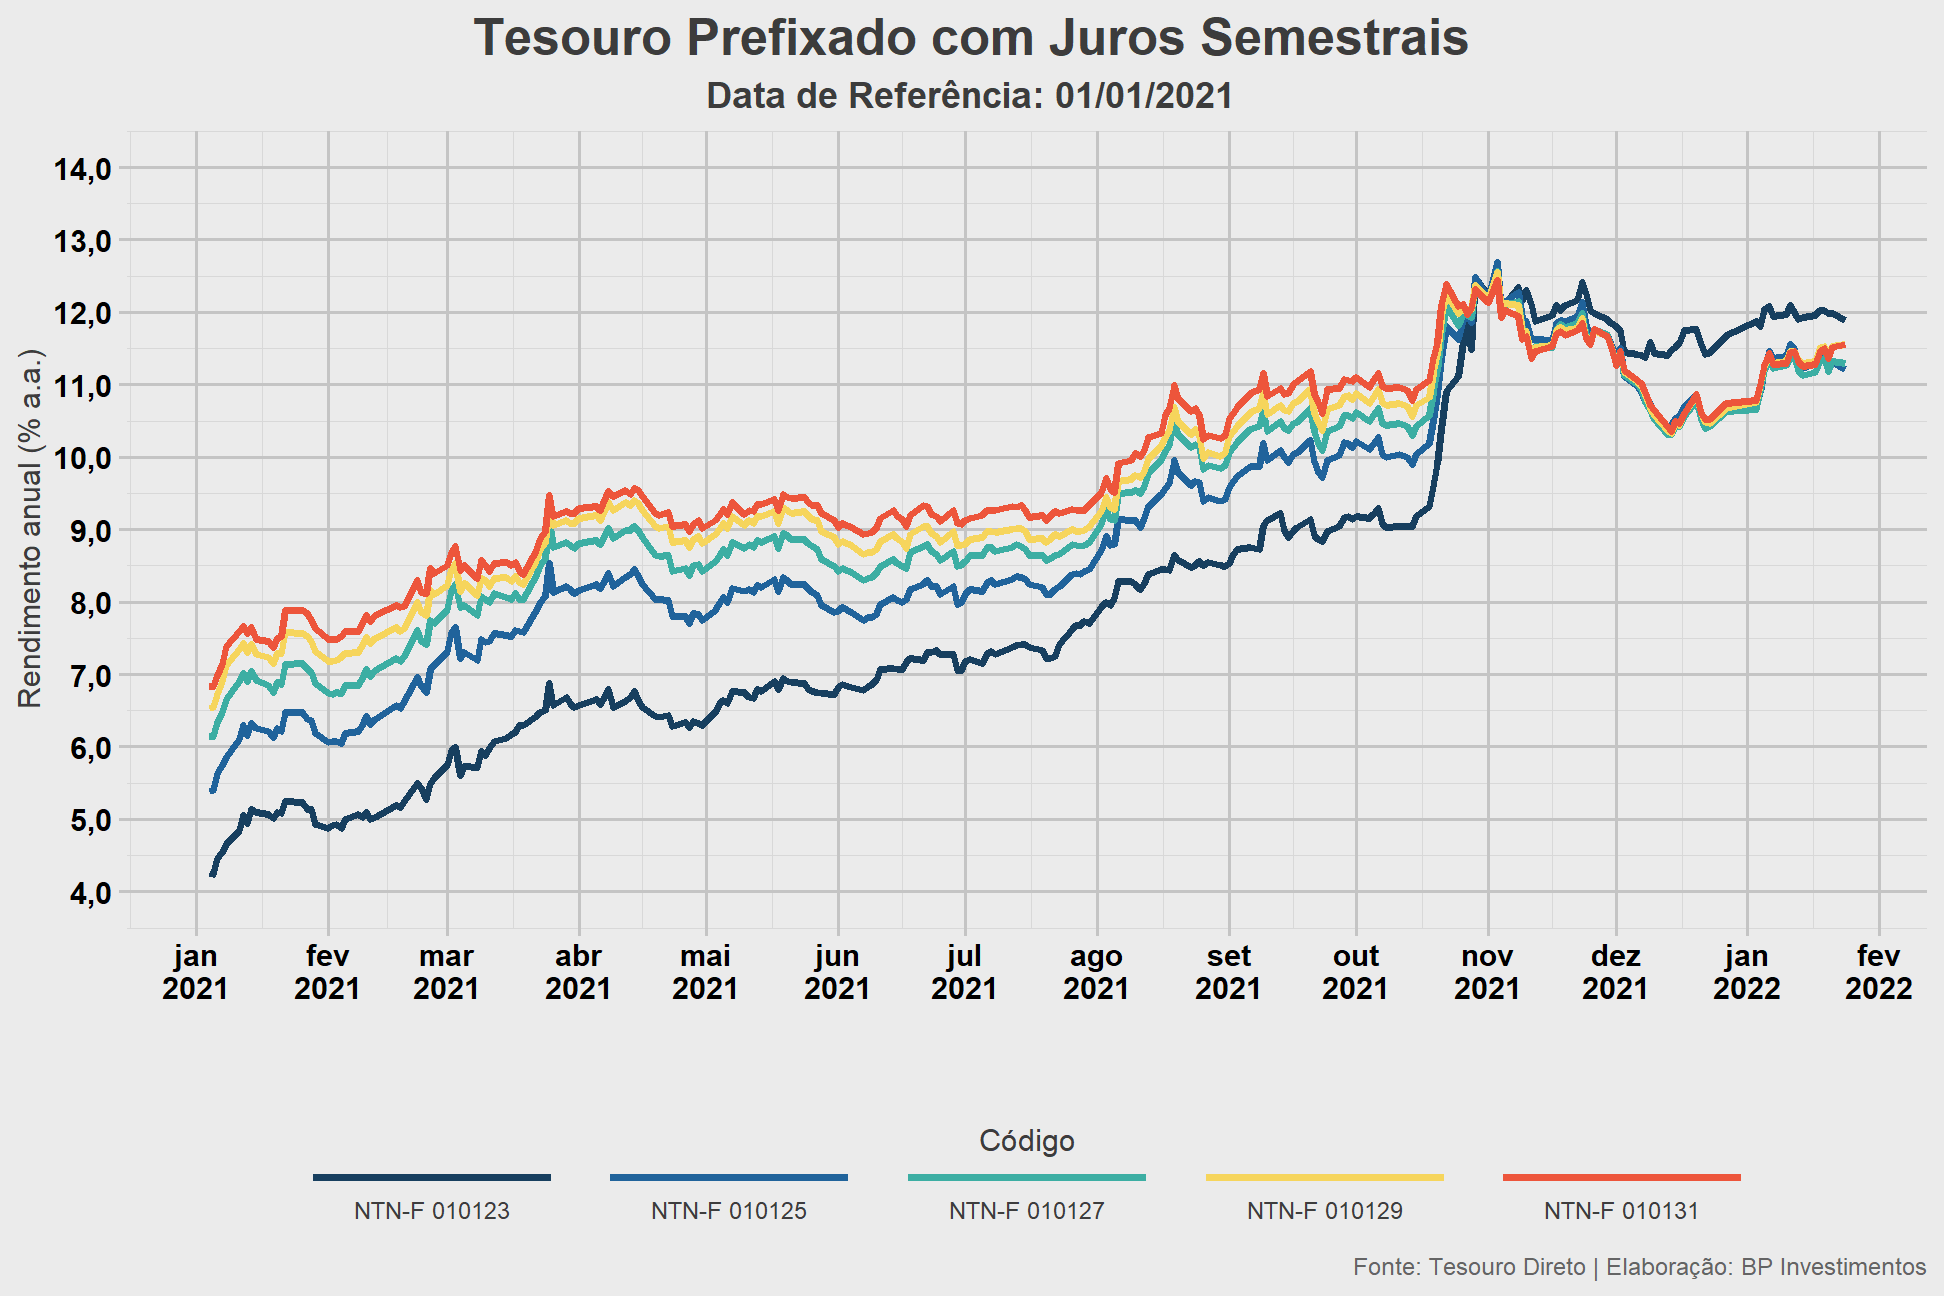 Tesouro Prefixado com Juros Semestrais
Data de Referência: 01/01/2021
Rendimento anual (% a.a.)
14,0
13,0
12,0
11,0
10,0
9,0
8,0
7,0
6,0
5,0
4,0
jan fev mar abr mai jun jul ago set out nov dez jan fev
2021 2021 2021 2021 2021 2021 2021 2021 2021 2021 2021 2021 2022 2022
Código
NTN-F 010123 NTN-F 010125 NTN-F 010127 NTN-F 010129 NTN-F 010131
Fonte: Tesouro Direto | Elaboração: BP Investimentos